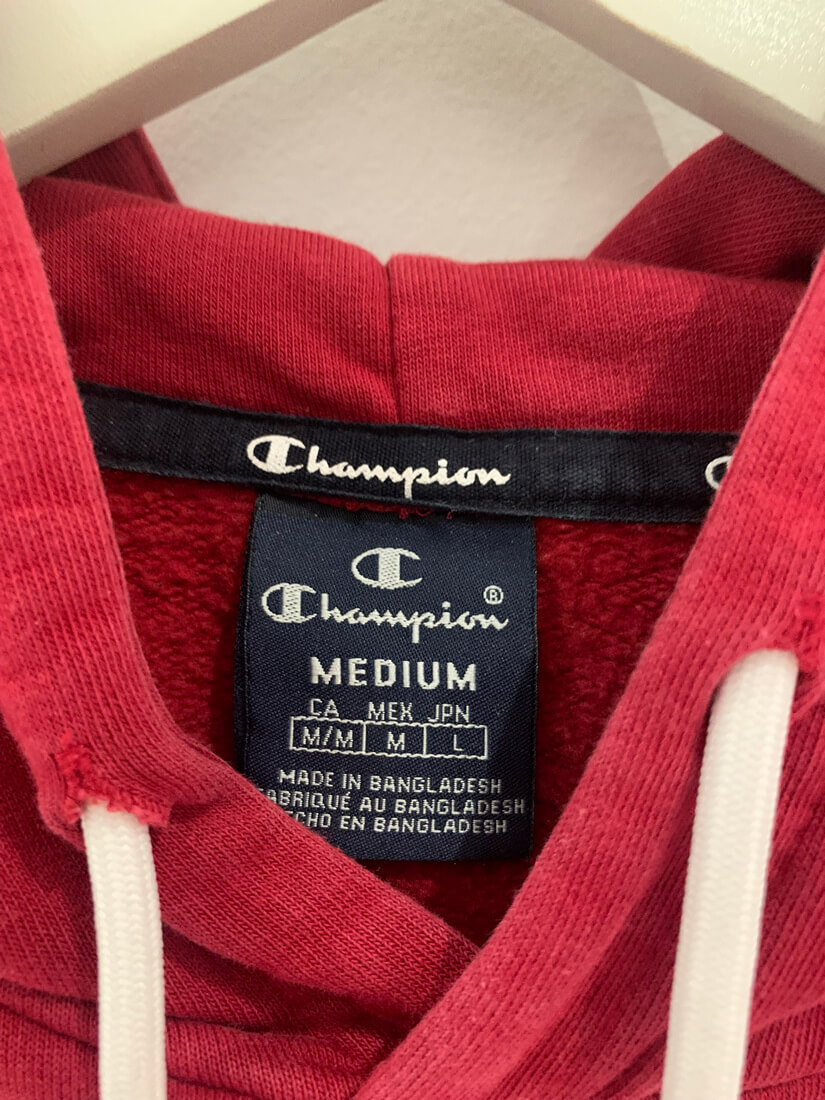 Champion
Champion®
MEDIUM
CA MEX JPN
M/M M L
MADE IN BANGLADESH
FABRIQUÉ AU BANGLADESH
HECHO EN BANGLADESH